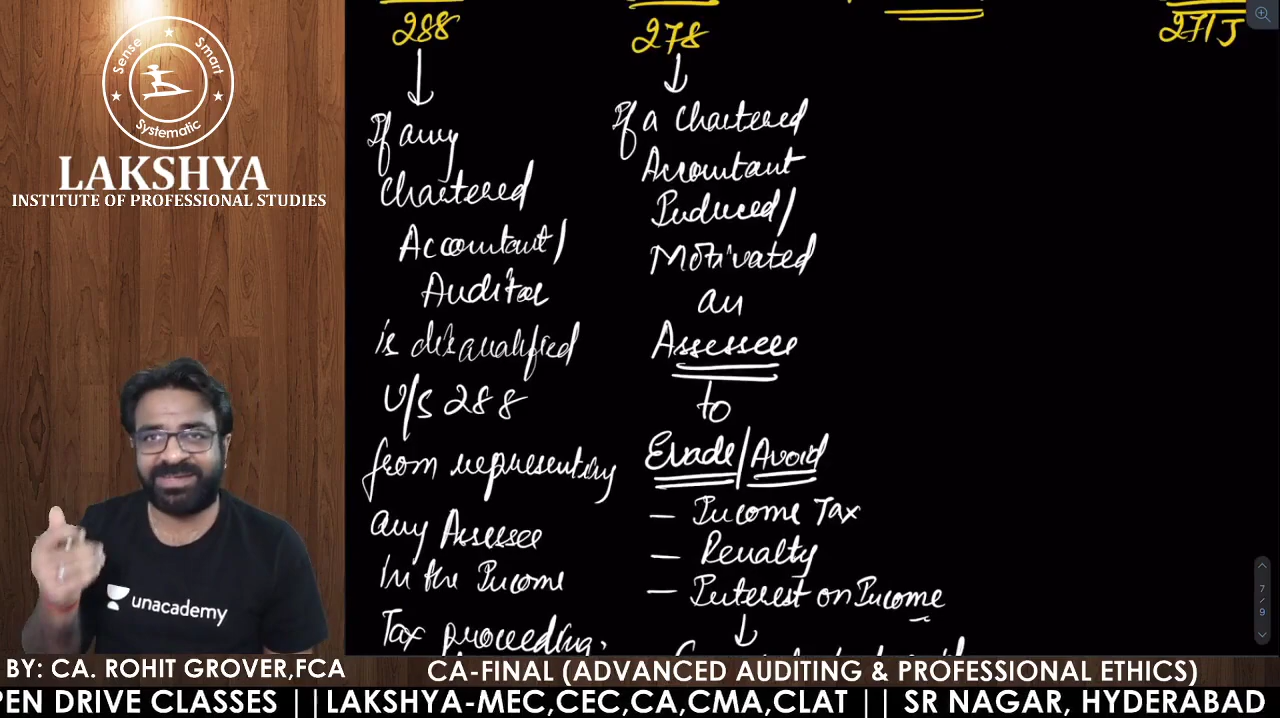 288
278
271J
Sense
Smart
Systematic
LAKSHYA
INSTITUTE OF PROFESSIONAL STUDIES
If any
Chartered
Accountant/
Auditor
is disqualified
U/s 288
from representing
any Assessee
in the Income
Tax proceeding.
If a Chartered
Accountant
Induced/
Motivated
an
Assessee
to
Evade/Avoid
— Income Tax
— Penalty
— Interest on Income
unacademy
7
/
9
BY: CA. ROHIT GROVER,FCA
CA-FINAL (ADVANCED AUDITING & PROFESSIONAL ETHICS)
PEN DRIVE CLASSES ||LAKSHYA-MEC,CEC,CA,CMA,CLAT || SR NAGAR, HYDERABAD